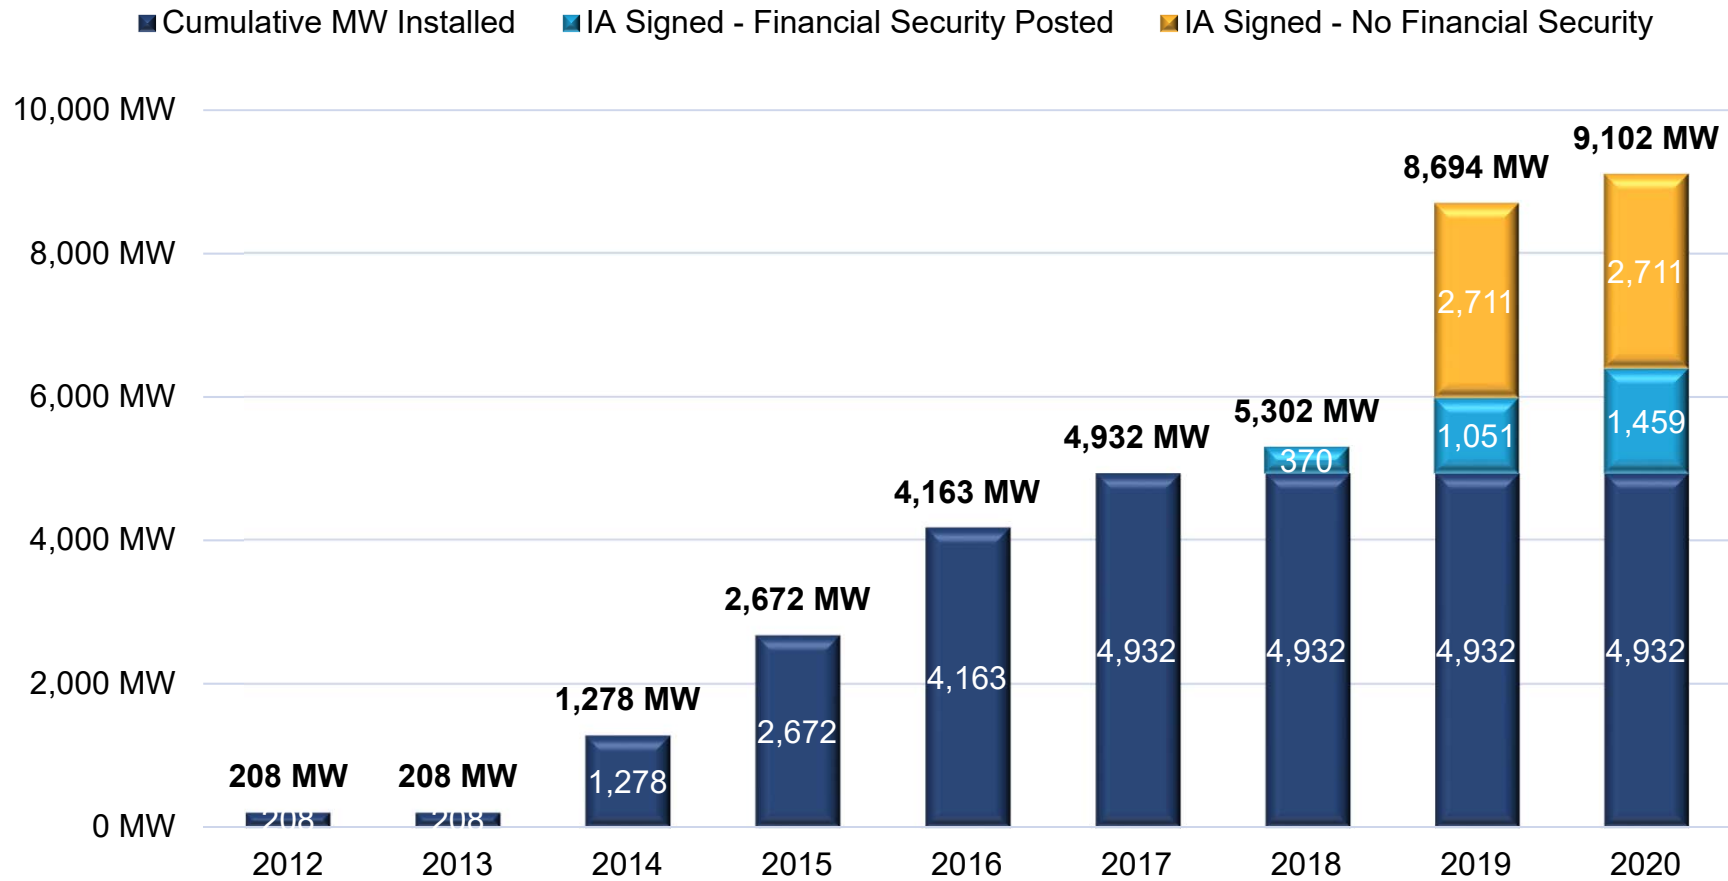 Cumulative MW Installed IA Signed - Financial Security Posted IA Signed - No Financial Security
10,000 MW
8,000 MW
6,000 MW
4,000 MW
2,000 MW
0 MW
208 MW
208 MW
1,278 MW
2,672 MW
4,163 MW
4,932 MW
5,302 MW
8,694 MW
9,102 MW
208
208
1,278
2,672
4,163
4,932
370
4,932
2,711
1,051
4,932
2,711
1,459
4,932
2012 2013 2014 2015 2016 2017 2018 2019 2020